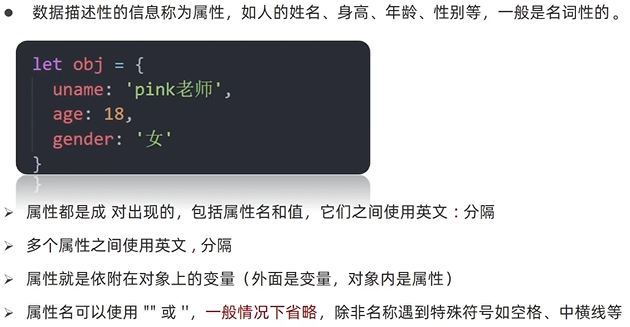 数据描述性的信息称为属性，如人的姓名、身高、年龄、性别等，一般是名词性的。
let obj = {
uname: 'pink老师',
age: 18,
gender: '女'
}
属性都是成 对出现的，包括属性名和值，它们之间使用英文 : 分隔
多个属性之间使用英文 , 分隔
属性就是依附在对象上的变量（外面是变量，对象内是属性）
属性名可以使用 "" 或 ''，一般情况下省略，除非名称遇到特殊符号如空格、中横线等